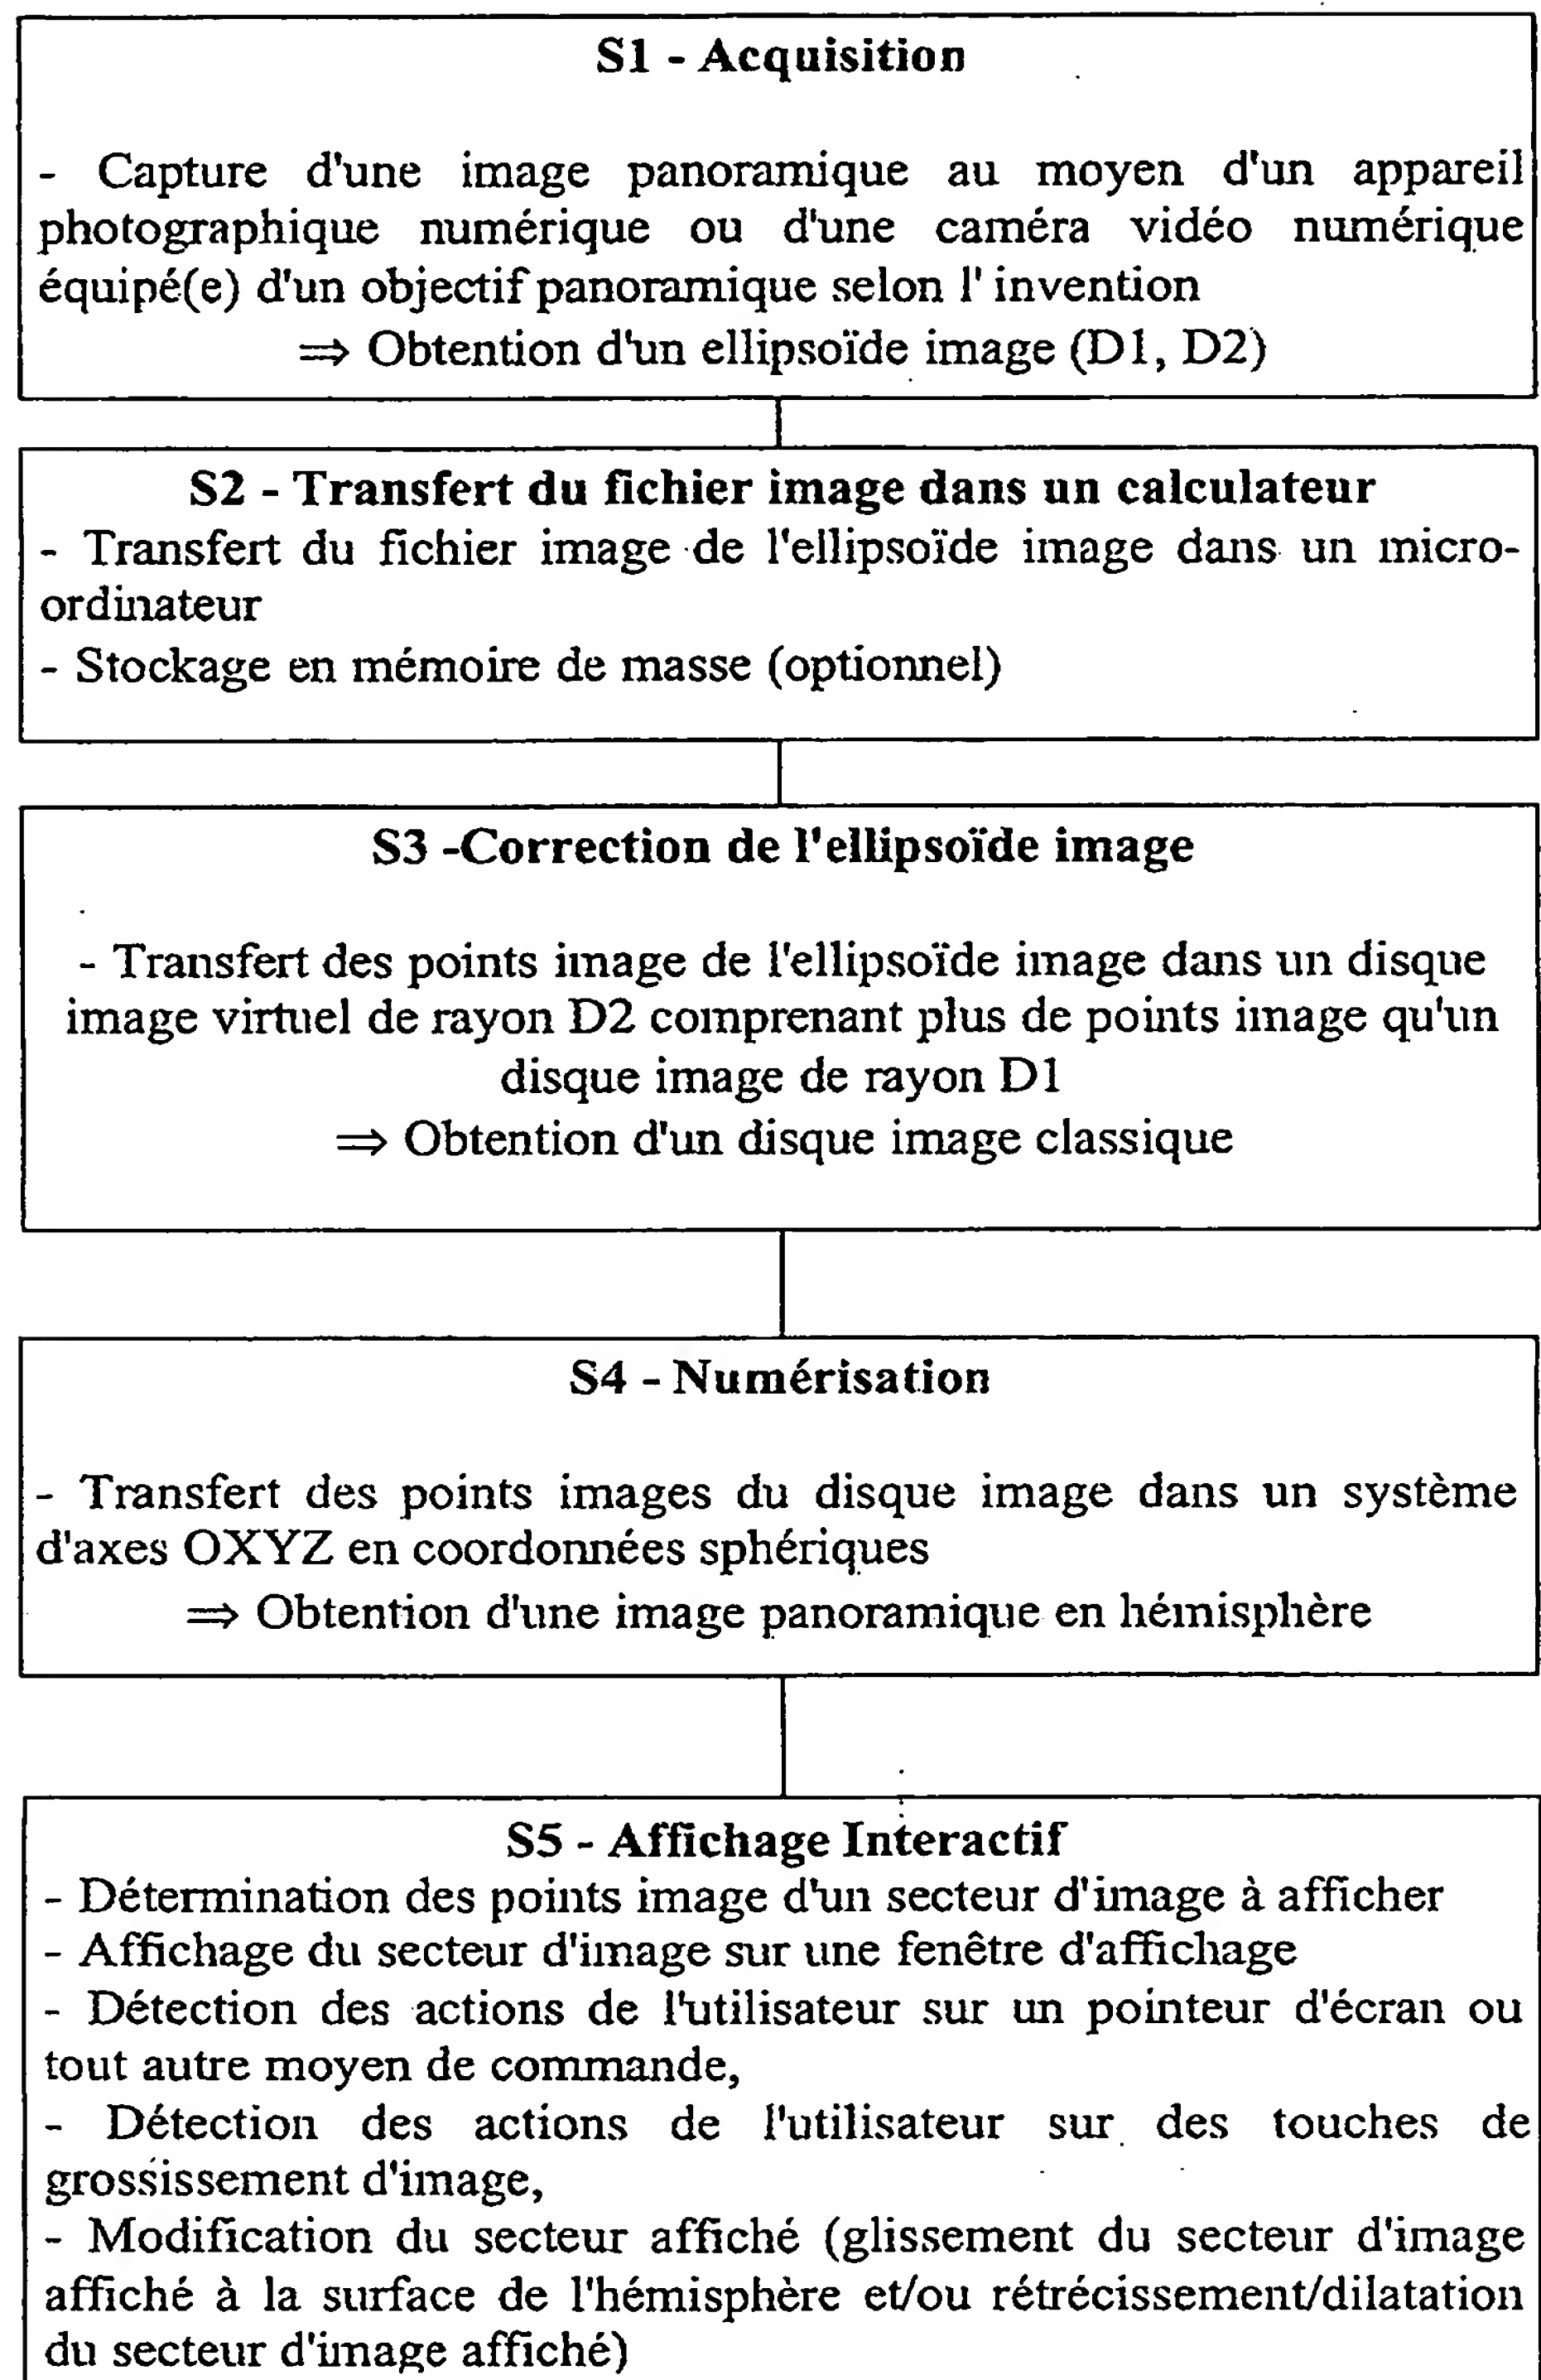 S1 - Acquisition
- Capture d'une image panoramique au moyen d'un appareil
photographique numérique ou d'une caméra vidéo numérique
équipé(e) d'un objectif panoramique selon l' invention
⇒ Obtention d'un ellipsoïde image (D1, D2)
S2 - Transfert du fichier image dans un calculateur
- Transfert du fichier image de l'ellipsoïde image dans un micro-
ordinateur
- Stockage en mémoire de masse (optionnel)
S3 -Correction de l'ellipsoïde image
- Transfert des points image de l'ellipsoïde image dans un disque
image virtuel de rayon D2 comprenant plus de points image qu'un
disque image de rayon D1
⇒ Obtention d'un disque image classique
S4 - Numérisation
- Transfert des points images du disque image dans un système
d'axes OXYZ en coordonnées sphériques
⇒ Obtention d'une image panoramique en hémisphère
S5 - Affichage Interactif
- Détermination des points image d'un secteur d'image à afficher
- Affichage du secteur d'image sur une fenêtre d'affichage
- Détection des actions de l'utilisateur sur un pointeur d'écran ou
tout autre moyen de commande,
- Détection des actions de l'utilisateur sur des touches de
grossissement d'image,
- Modification du secteur affiché (glissement du secteur d'image
affiché à la surface de l'hémisphère et/ou rétrécissement/dilatation
du secteur d'image affiché)